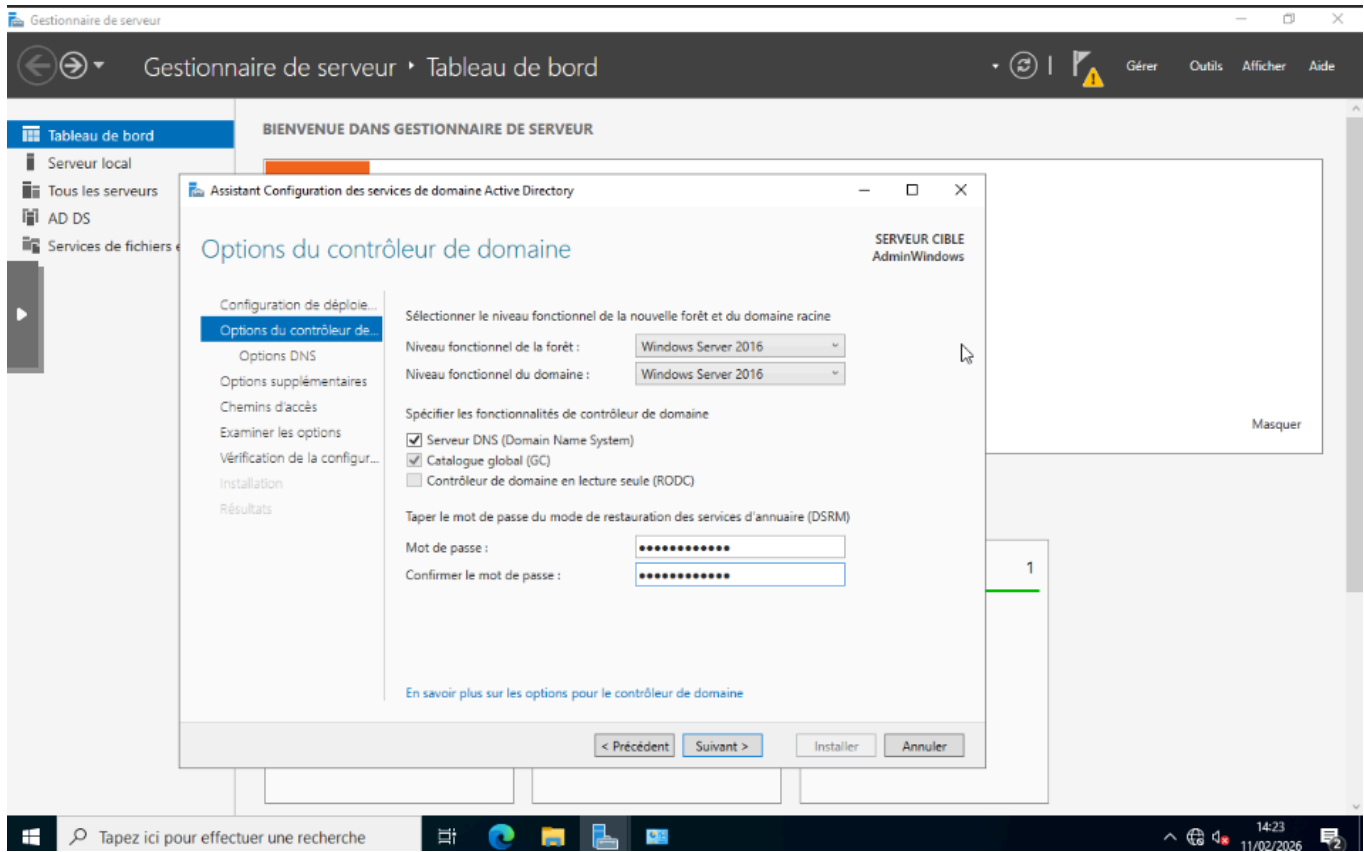 Gestionnaire de serveur
Gestionnaire de serveur • Tableau de bord
Gérer Outils Afficher Aide
Tableau de bord
Serveur local
Tous les serveurs
AD DS
Services de fichiers e
BIENVENUE DANS GESTIONNAIRE DE SERVEUR
Assistant Configuration des services de domaine Active Directory
Options du contrôleur de domaine
SERVEUR CIBLE
AdminWindows
Configuration de déploie...
Options du contrôleur de...
Options DNS
Options supplémentaires
Chemins d'accès
Examiner les options
Vérification de la configur...
Installation
Résultats
Sélectionner le niveau fonctionnel de la nouvelle forêt et du domaine racine
Niveau fonctionnel de la forêt : Windows Server 2016
Niveau fonctionnel du domaine : Windows Server 2016
Spécifier les fonctionnalités de contrôleur de domaine
Serveur DNS (Domain Name System)
Catalogue global (GC)
Contrôleur de domaine en lecture seule (RODC)
Taper le mot de passe du mode de restauration des services d'annuaire (DSRM)
Mot de passe : ••••••••••••
Confirmer le mot de passe : ••••••••••••
En savoir plus sur les options pour le contrôleur de domaine
< Précédent Suivant > Installer Annuler
Masquer
1
Tapez ici pour effectuer une recherche
14:23
11/02/2026
2